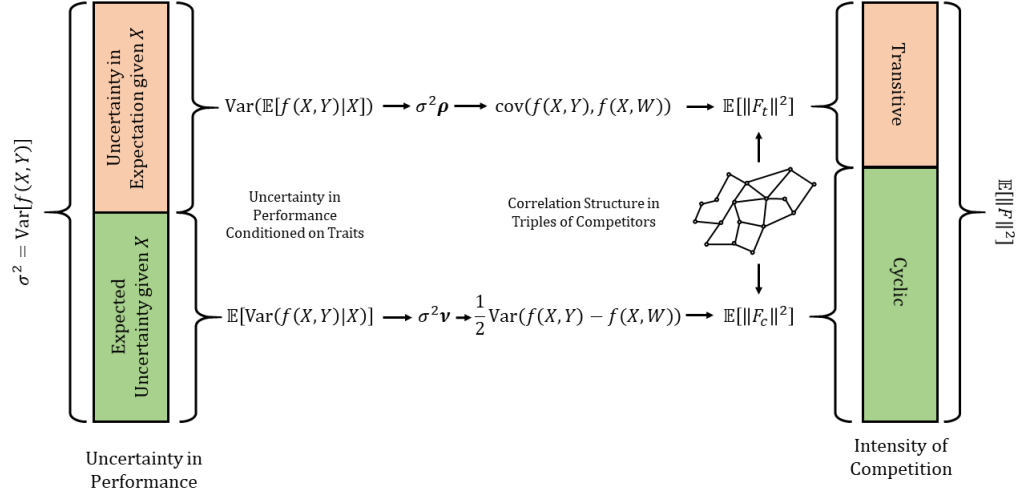 σ² = Var[f(X,Y)]
Uncertainty in
Expectation given X
Expected
Uncertainty given X
Uncertainty in
Performance
Var(𝔼[f(X,Y)|X])
σ²ρ
cov(f(X,Y), f(X,W))
𝔼[‖Fₜ‖²]
Uncertainty in
Performance
Conditioned on Traits
Correlation Structure in
Triples of Competitors
𝔼[Var(f(X,Y)|X)]
σ²ν
1/2 Var(f(X,Y) − f(X,W))
𝔼[‖F_c‖²]
Transitive
Cyclic
Intensity of
Competition
𝔼[‖F‖²]